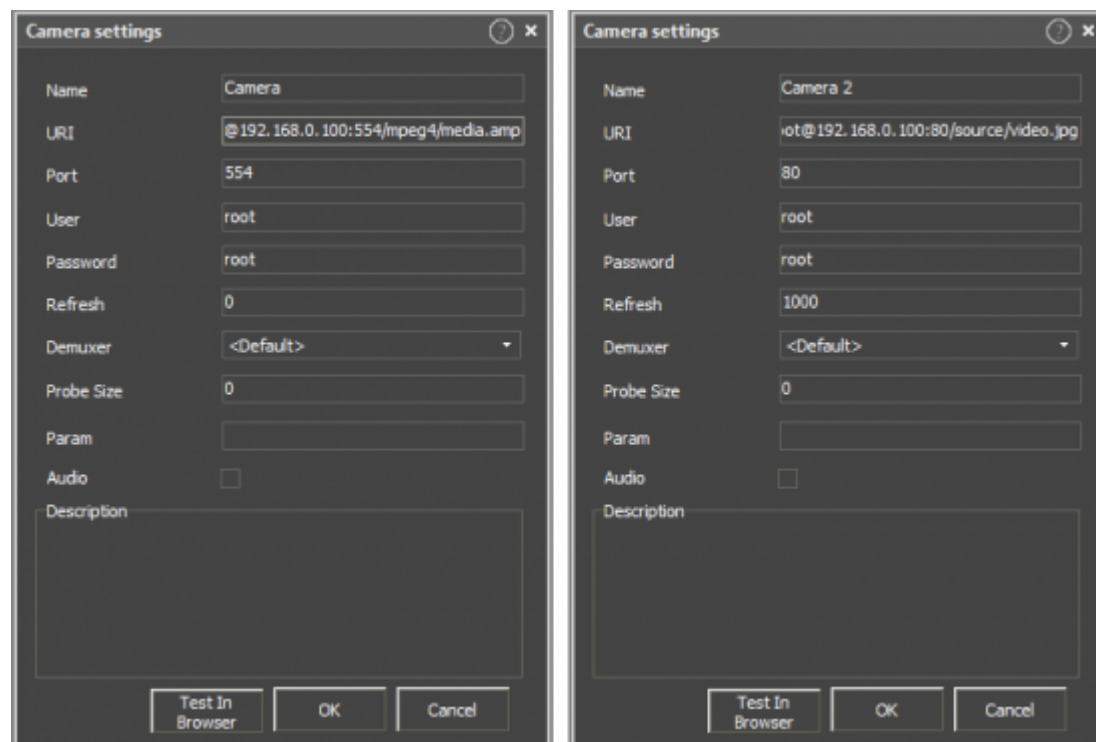 Camera settings
Name Camera
URI @192.168.0.100:554/mpeg4/media.amp
Port 554
User root
Password root
Refresh 0
Demuxer <Default>
Probe Size 0
Param
Audio
Description
Test In
Browser
OK
Cancel
Camera settings
Name Camera 2
URI ot@192.168.0.100:80/source/video.jpg
Port 80
User root
Password root
Refresh 1000
Demuxer <Default>
Probe Size 0
Param
Audio
Description
Test In
Browser
OK
Cancel